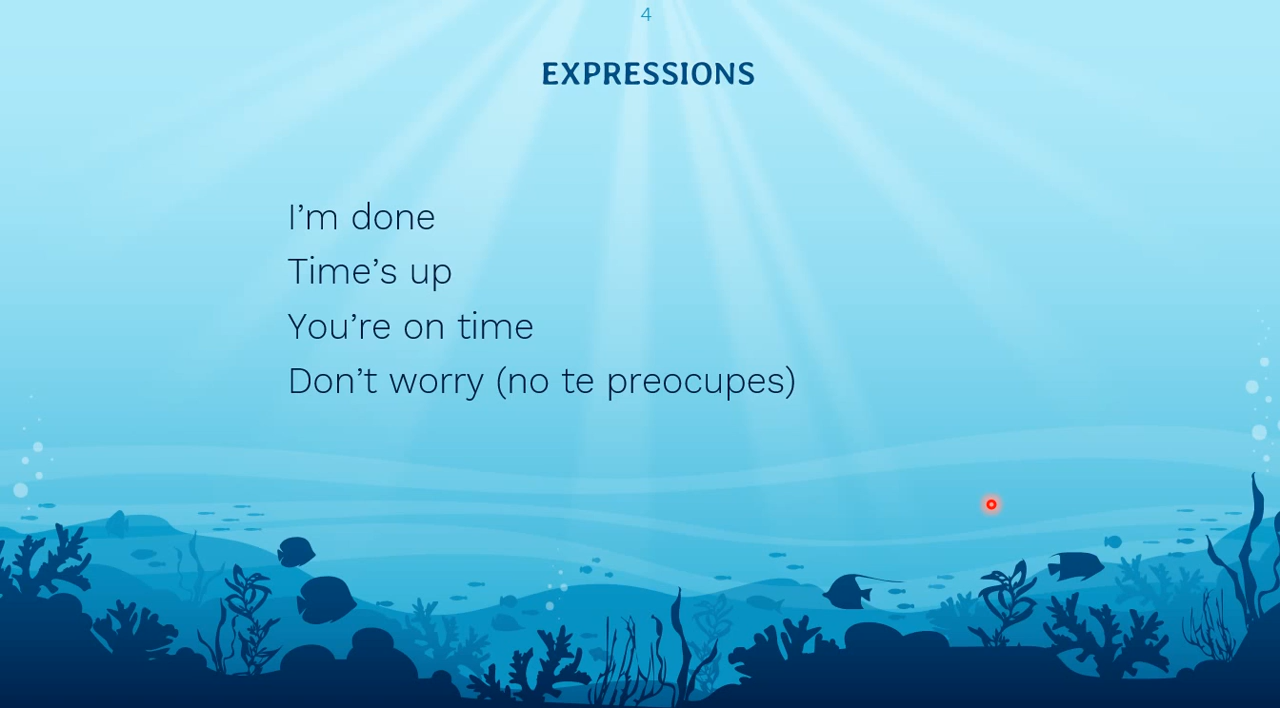 4
EXPRESSIONS
I’m done
Time’s up
You’re on time
Don’t worry (no te preocupes)